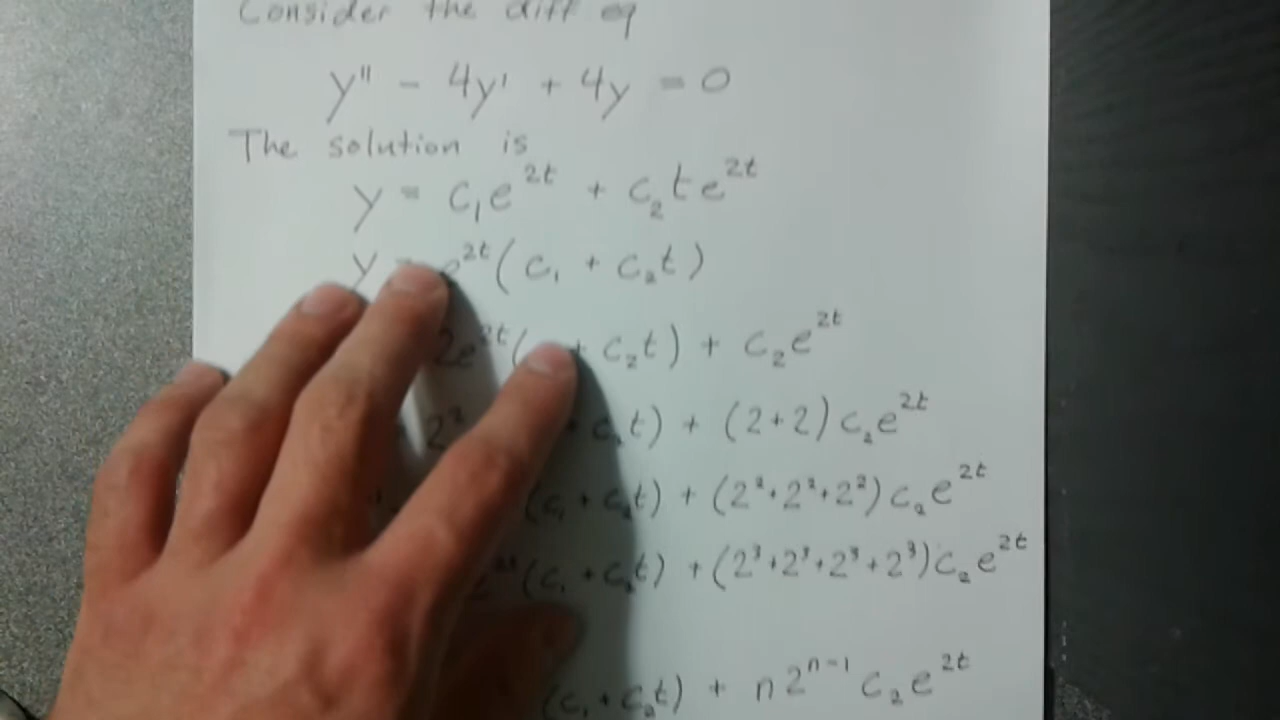 Consider the diff eq
y'' - 4y' + 4y = 0
The solution is
y = c₁e^{2t} + c₂te^{2t}
y = e^{2t}(c₁ + c₂t)
2e^{2t}( + c₂t) + c₂e^{2t}
2² + c₂t) + (2+2)c₂e^{2t}
(c₁ + c₂t) + (2²+2²+2²)c₂e^{2t}
e^{2t}(c₁ + c₂t) + (2³+2³+2³+2³)c₂e^{2t}
(c₁ + c₂t) + n2^{n-1}c₂e^{2t}